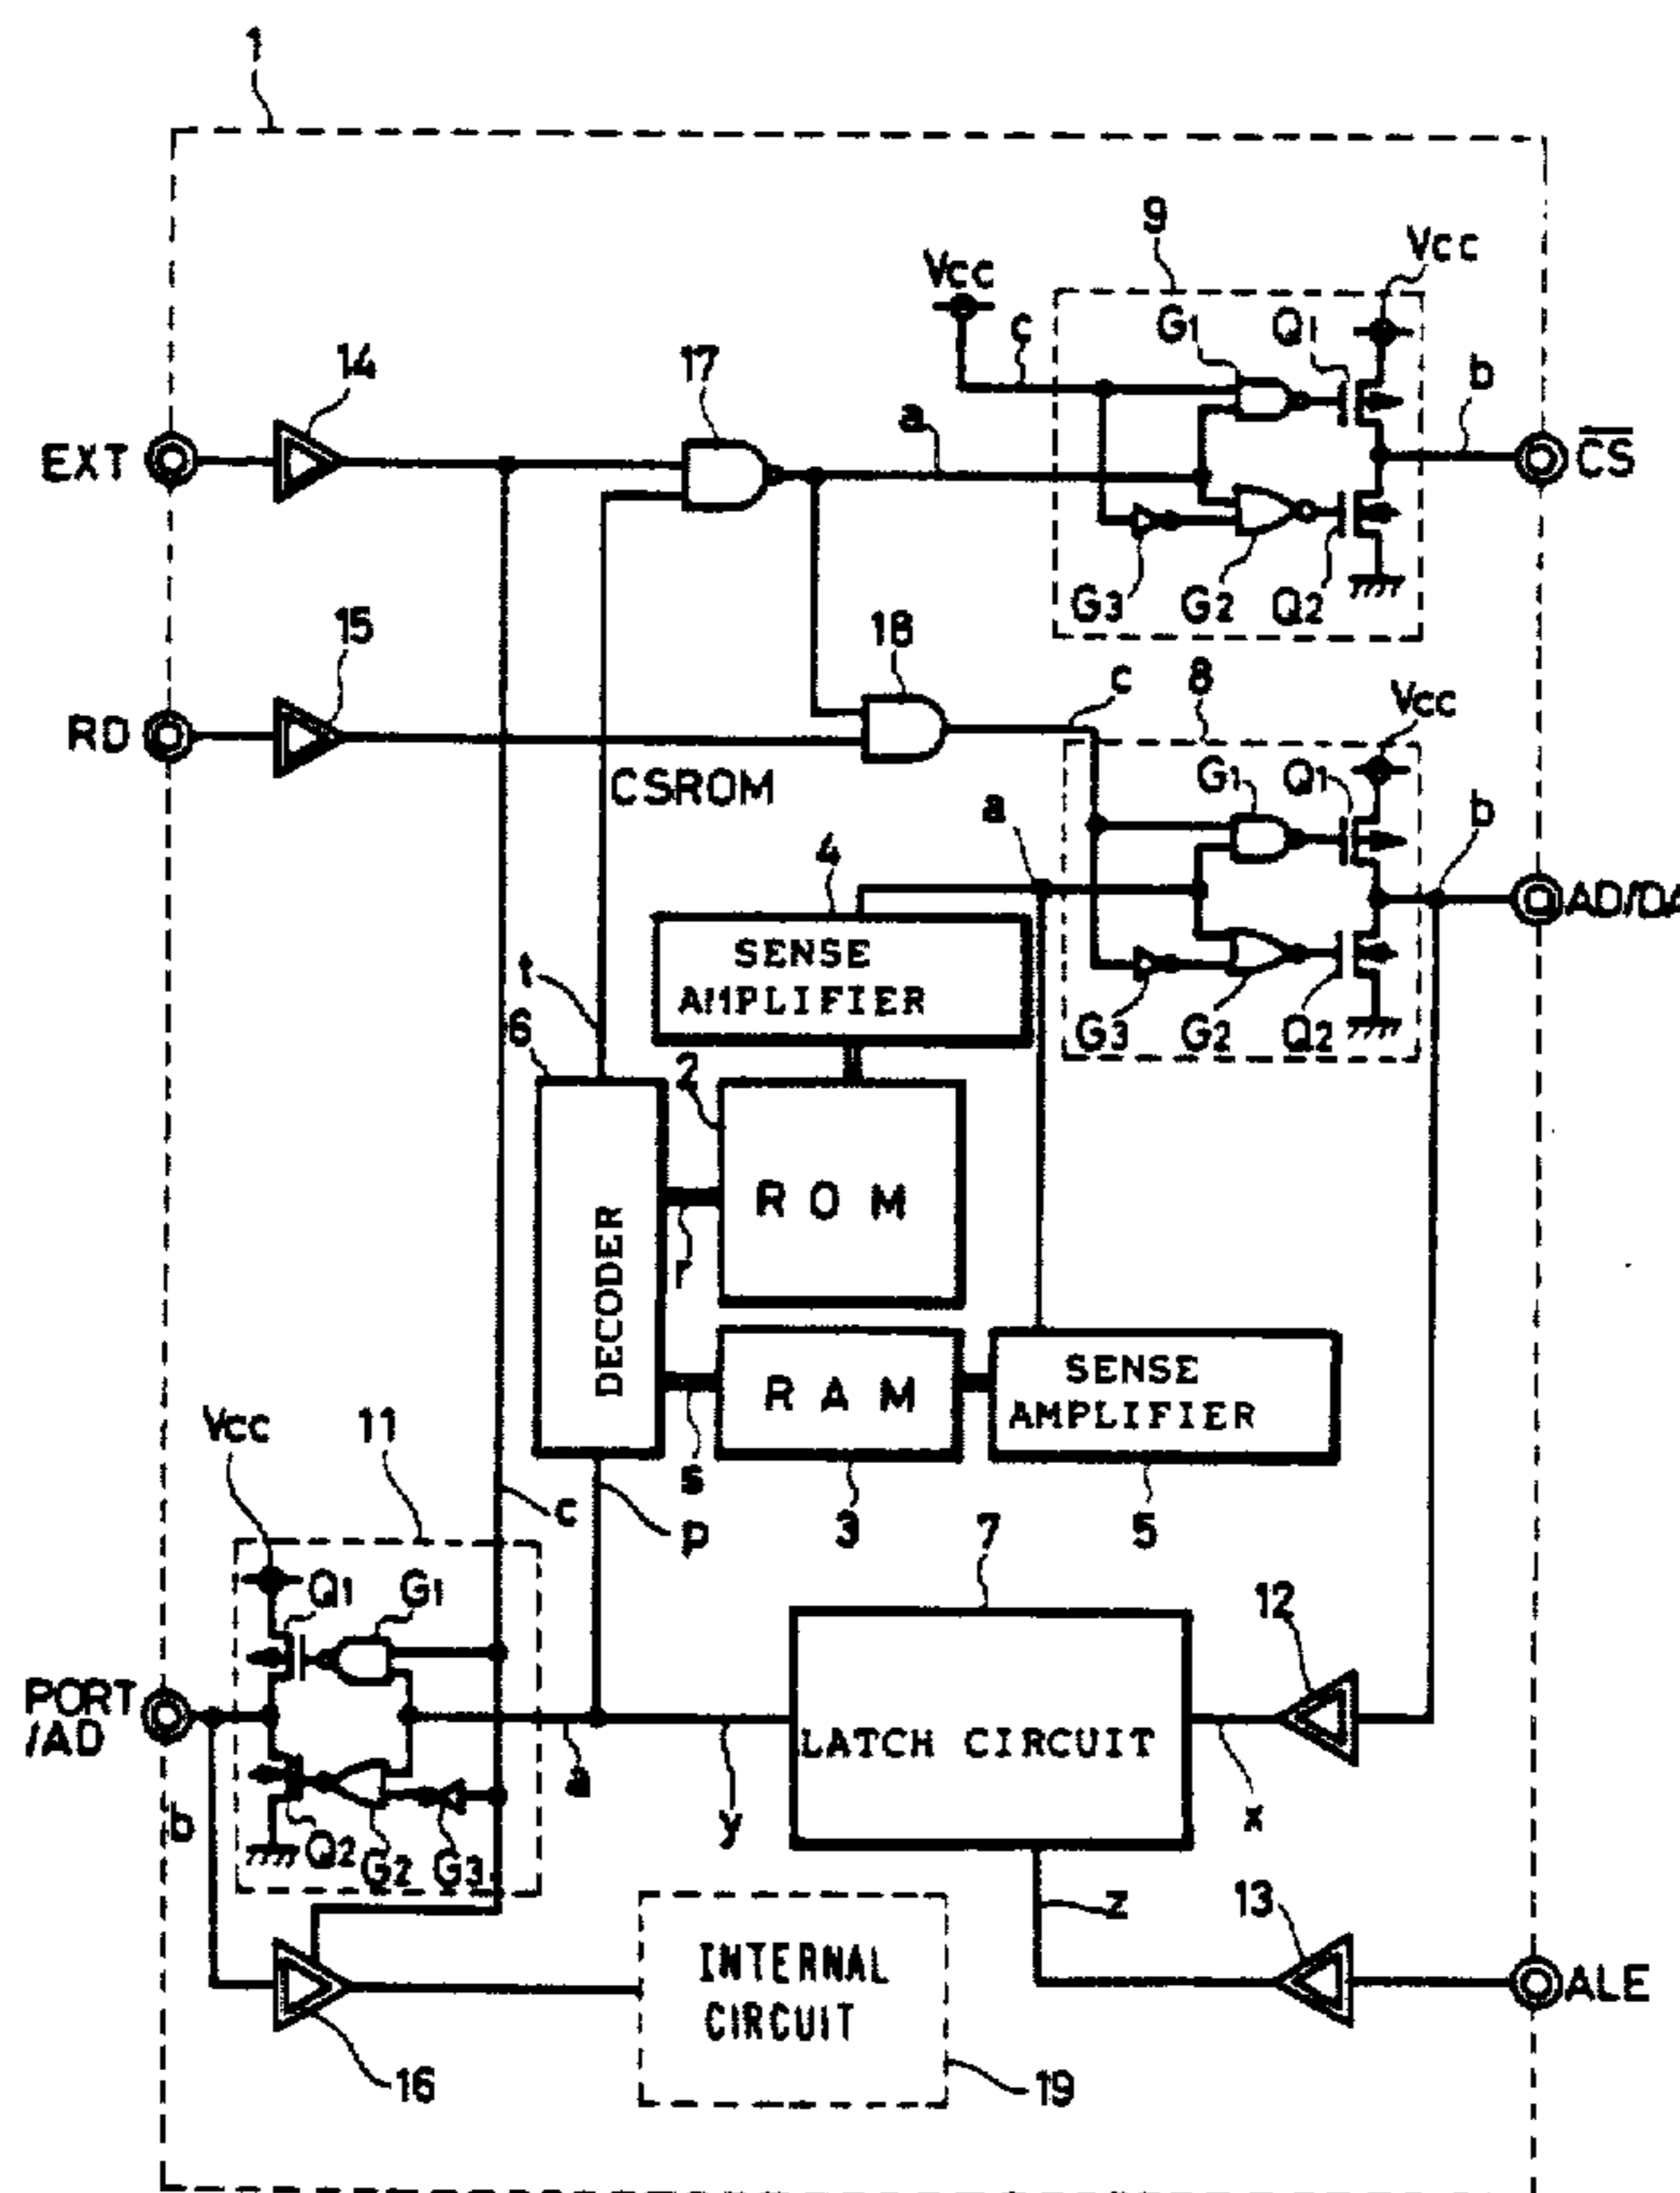 1
9
Vcc
Vcc
G1
Q1
c
b
14
17
a
EXT
CS
G3
G2
Q2
15
18
c
8
Vcc
RD
CSROM
G1
Q1
a
b
4
AD/DA
SENSE
AMPLIFIER
t
6
G3
G2
Q2
2
ROM
DECODER
r
RAM
SENSE
AMPLIFIER
Vcc
11
s
c
p
3
7
5
Q1
G1
12
PORT
/AD
LATCH CIRCUIT
a
y
x
b
Q2
G2
G3
z
13
INTERNAL
CIRCUIT
ALE
16
19